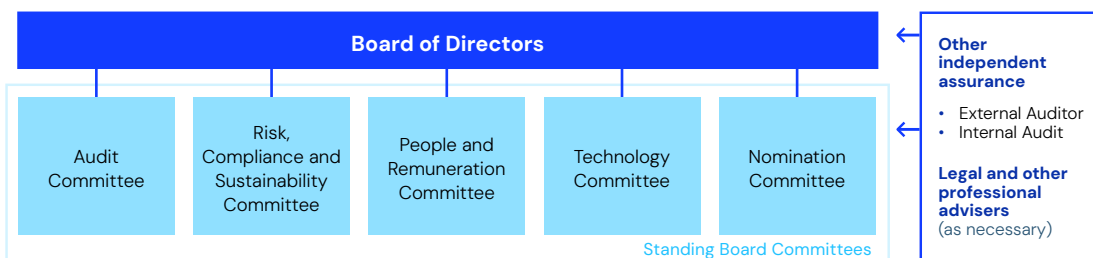 Board of Directors
Audit
Committee
Risk,
Compliance and
Sustainability
Committee
People and
Remuneration
Committee
Technology
Committee
Nomination
Committee
Standing Board Committees
Other
independent
assurance
• External Auditor
• Internal Audit
Legal and other
professional
advisers
(as necessary)